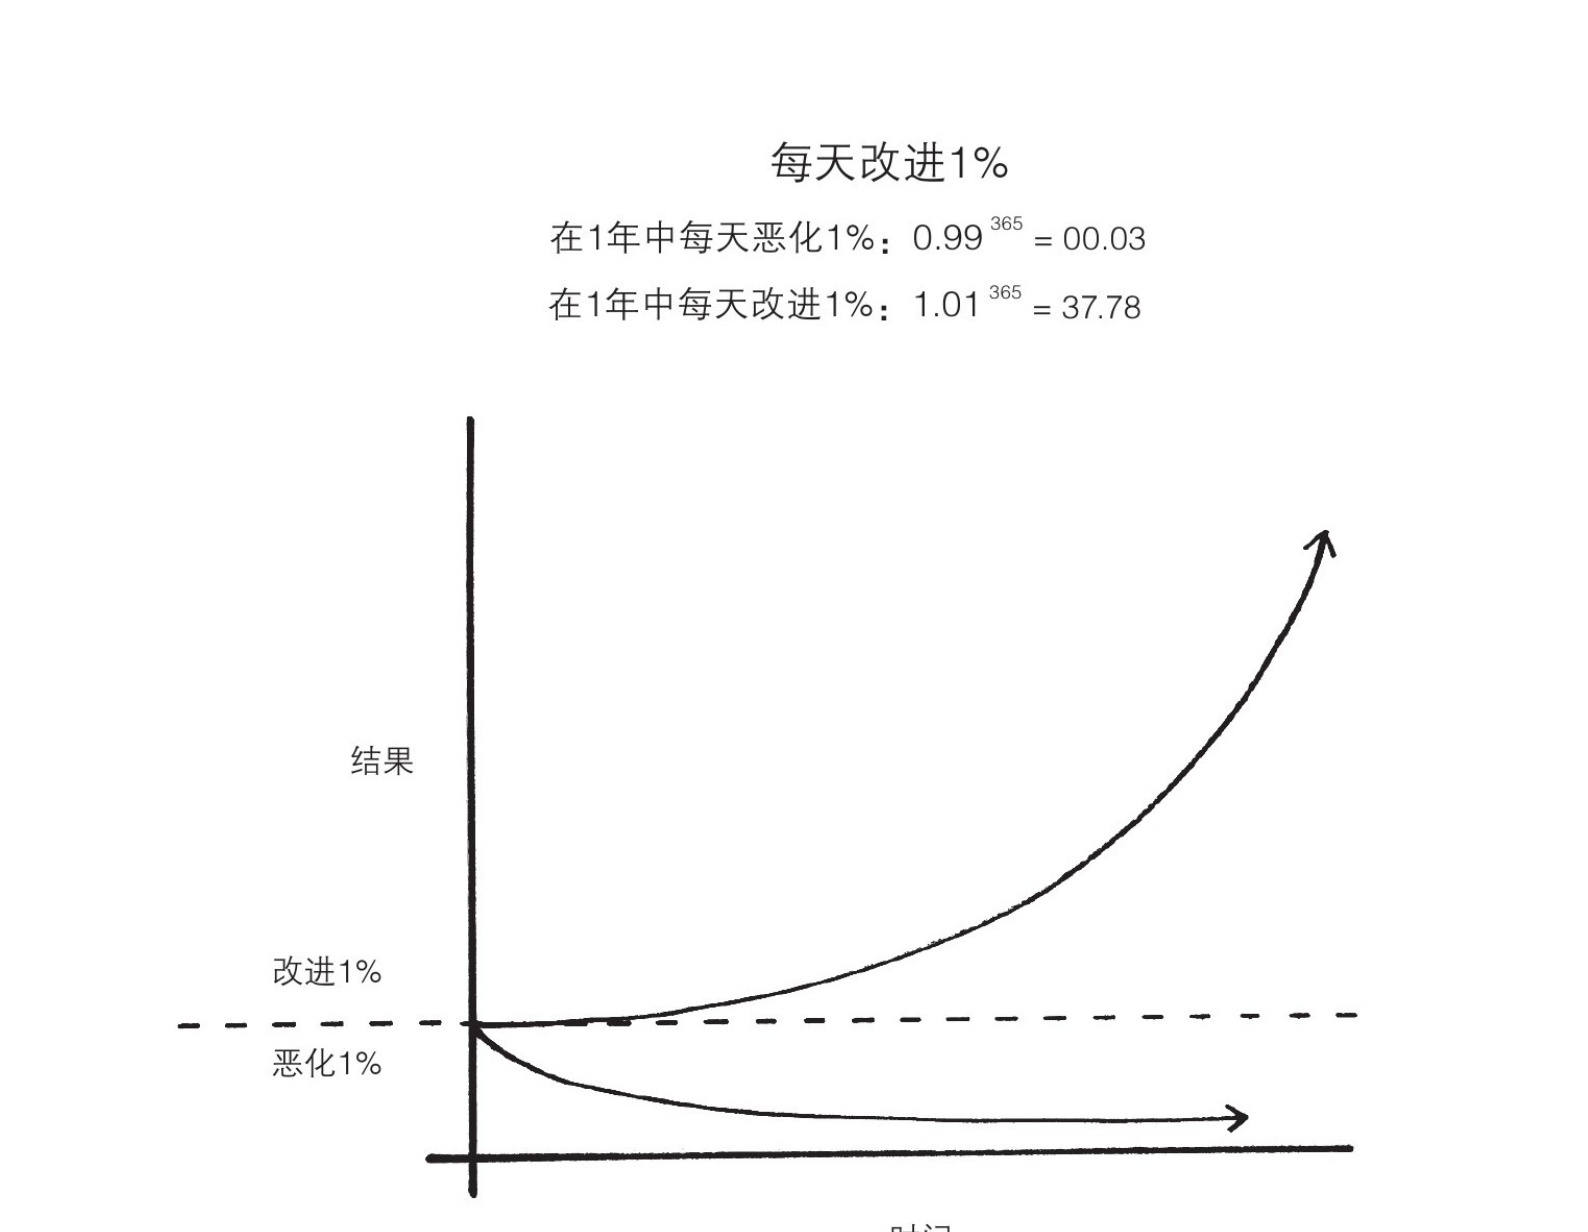 每天改进1%
在1年中每天恶化1%：0.99 365 = 00.03
在1年中每天改进1%：1.01 365 = 37.78
结果
改进1%
恶化1%
时间